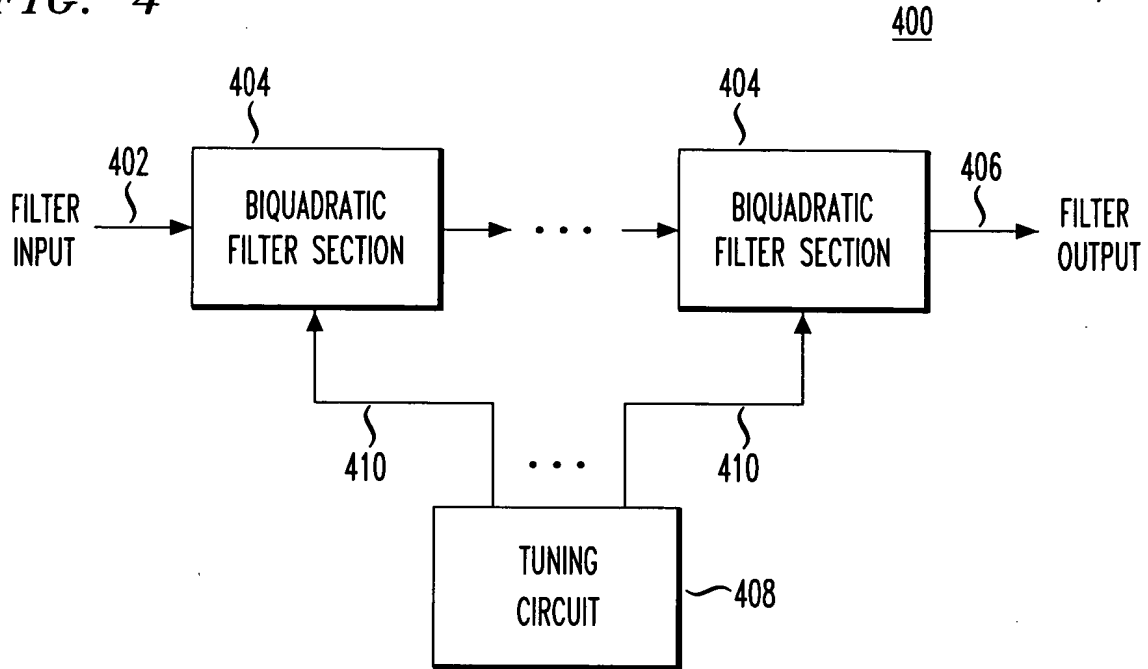 FIG. 4
400
404
404
402
406
FILTER
INPUT
BIQUADRATIC
FILTER SECTION
• • •
BIQUADRATIC
FILTER SECTION
FILTER
OUTPUT
410
• • •
410
TUNING
CIRCUIT
408